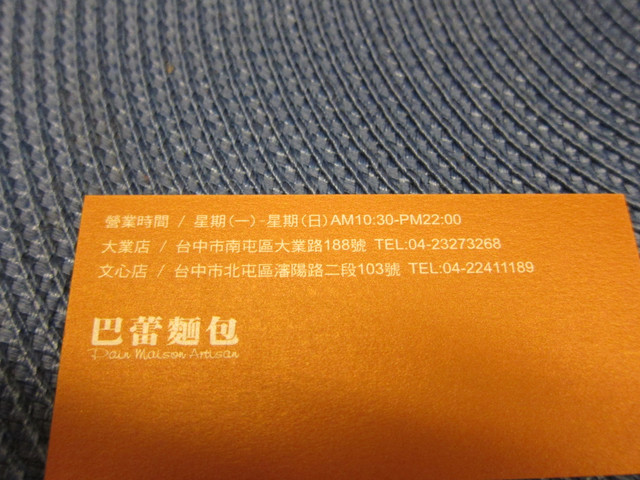 營業時間 / 星期(一)-星期(日)AM10:30-PM22:00
大業店 / 台中市南屯區大業路188號 TEL:04-23273268
文心店 / 台中市北屯區瀋陽路二段103號 TEL:04-22411189
巴蕾麵包
Pain Maison Artisan